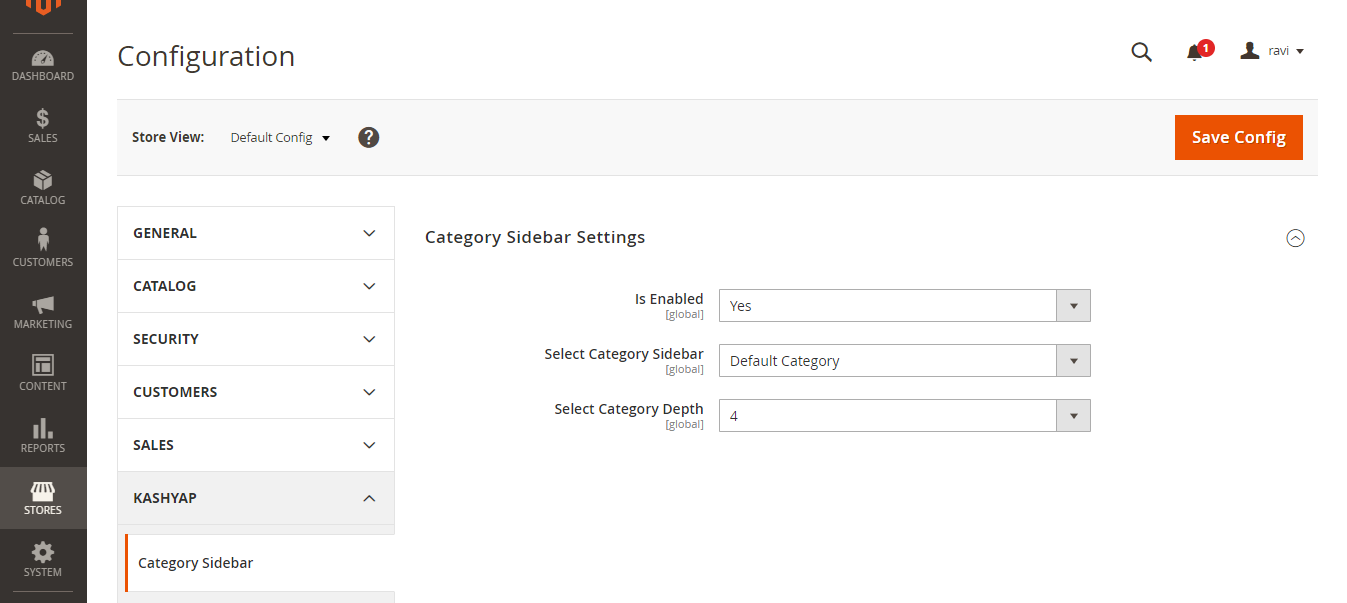 Configuration
1
ravi
Store View:
Default Config
?
Save Config
DASHBOARD
$
SALES
CATALOG
CUSTOMERS
MARKETING
CONTENT
REPORTS
STORES
SYSTEM
GENERAL
CATALOG
SECURITY
CUSTOMERS
SALES
KASHYAP
Category Sidebar
Category Sidebar Settings
Is Enabled
[global]
Yes
Select Category Sidebar
[global]
Default Category
Select Category Depth
[global]
4